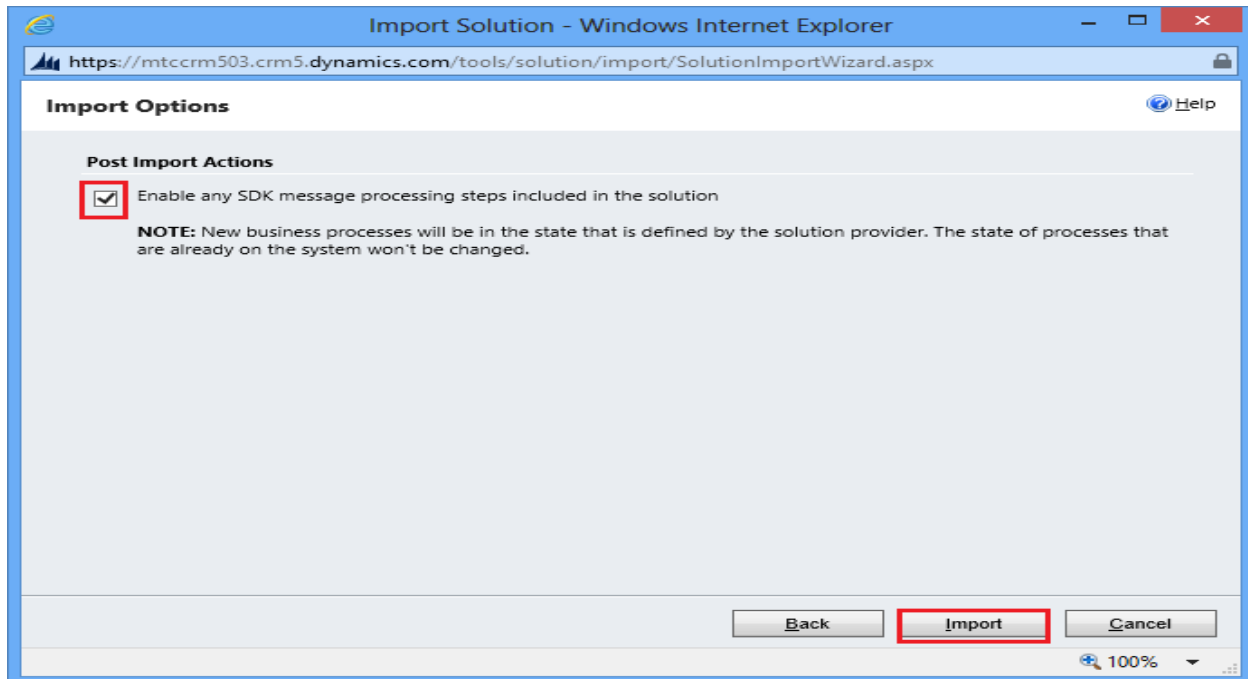 Import Solution - Windows Internet Explorer
https://mtccrm503.crm5.dynamics.com/tools/solution/import/SolutionImportWizard.aspx
Import Options
Help
Post Import Actions
Enable any SDK message processing steps included in the solution
NOTE: New business processes will be in the state that is defined by the solution provider. The state of processes that
are already on the system won't be changed.
Back
Import
Cancel
100%